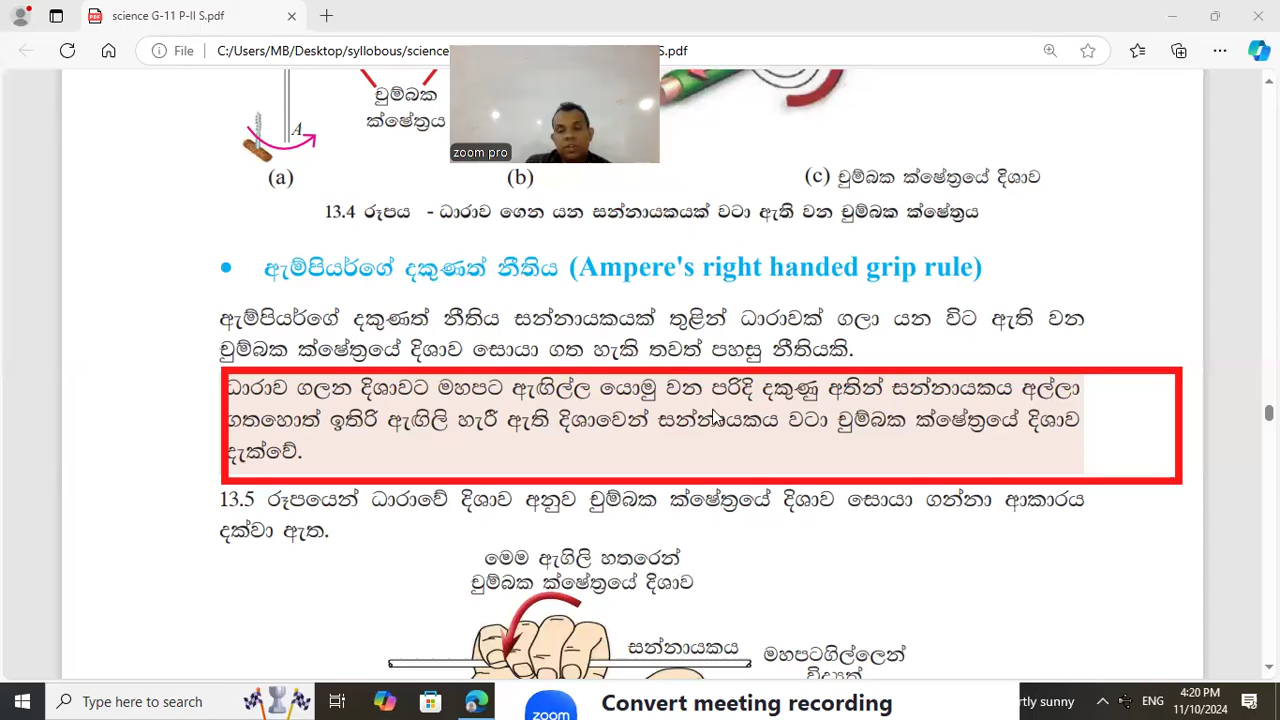 science G-11 P-II S.pdf
File
C:/Users/MB/Desktop/syllobous/science
S.pdf
චුම්බක
ක්ෂේත්‍රය
A
zoom pro
(a)
(b)
(c) චුම්බක ක්ෂේත්‍රයේ දිශාව
13.4 රූපය - ධාරාව ගෙන යන සන්නායකයක් වටා ඇති වන චුම්බක ක්ෂේත්‍රය
• ඇම්පියර්ගේ දකුණත් නීතිය (Ampere's right handed grip rule)
ඇම්පියර්ගේ දකුණත් නීතිය සන්නායකයක් තුළින් ධාරාවක් ගලා යන විට ඇති වන
චුම්බක ක්ෂේත්‍රයේ දිශාව සොයා ගත හැකි තවත් පහසු නීතියකි.
ධාරාව ගලන දිශාවට මහපට ඇඟිල්ල යොමු වන පරිදි දකුණු අතින් සන්නායකය අල්ලා
ගතහොත් ඉතිරි ඇඟිලි හැරී ඇති දිශාවෙන් සන්නායකය වටා චුම්බක ක්ෂේත්‍රයේ දිශාව
දැක්වේ.
13.5 රූපයෙන් ධාරාවේ දිශාව අනුව චුම්බක ක්ෂේත්‍රයේ දිශාව සොයා ගන්නා ආකාරය
දක්වා ඇත.
මෙම ඇගිලි හතරෙන්
චුම්බක ක්ෂේත්‍රයේ දිශාව
සන්නායකය
මහපටගිල්ලෙන්
විද්‍යුත්
Type here to search
zoom
Convert meeting recording
rtly sunny
ENG
4:20 PM
11/10/2024